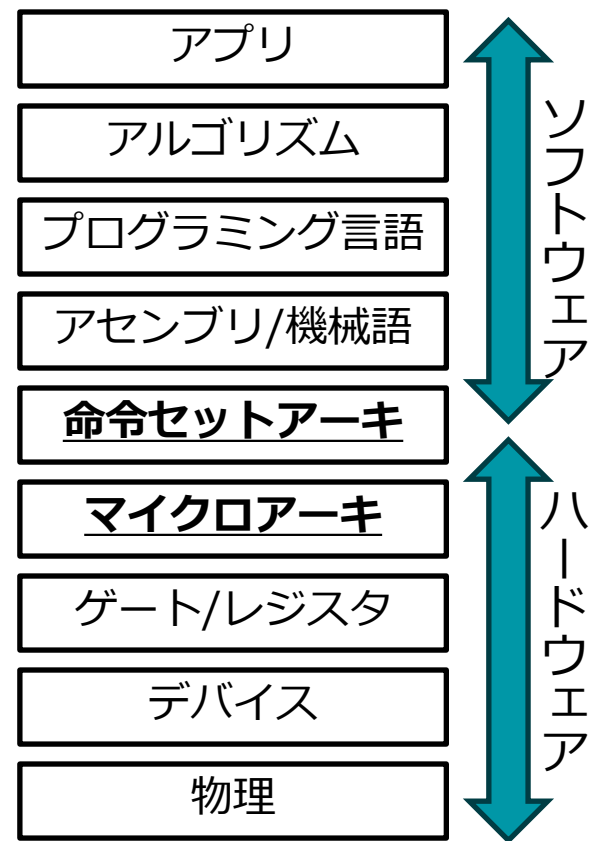 アプリ
アルゴリズム
プログラミング言語
アセンブリ/機械語
命令セットアーキ
マイクロアーキ
ゲート/レジスタ
デバイス
物理
ソフトウェア
ハードウェア